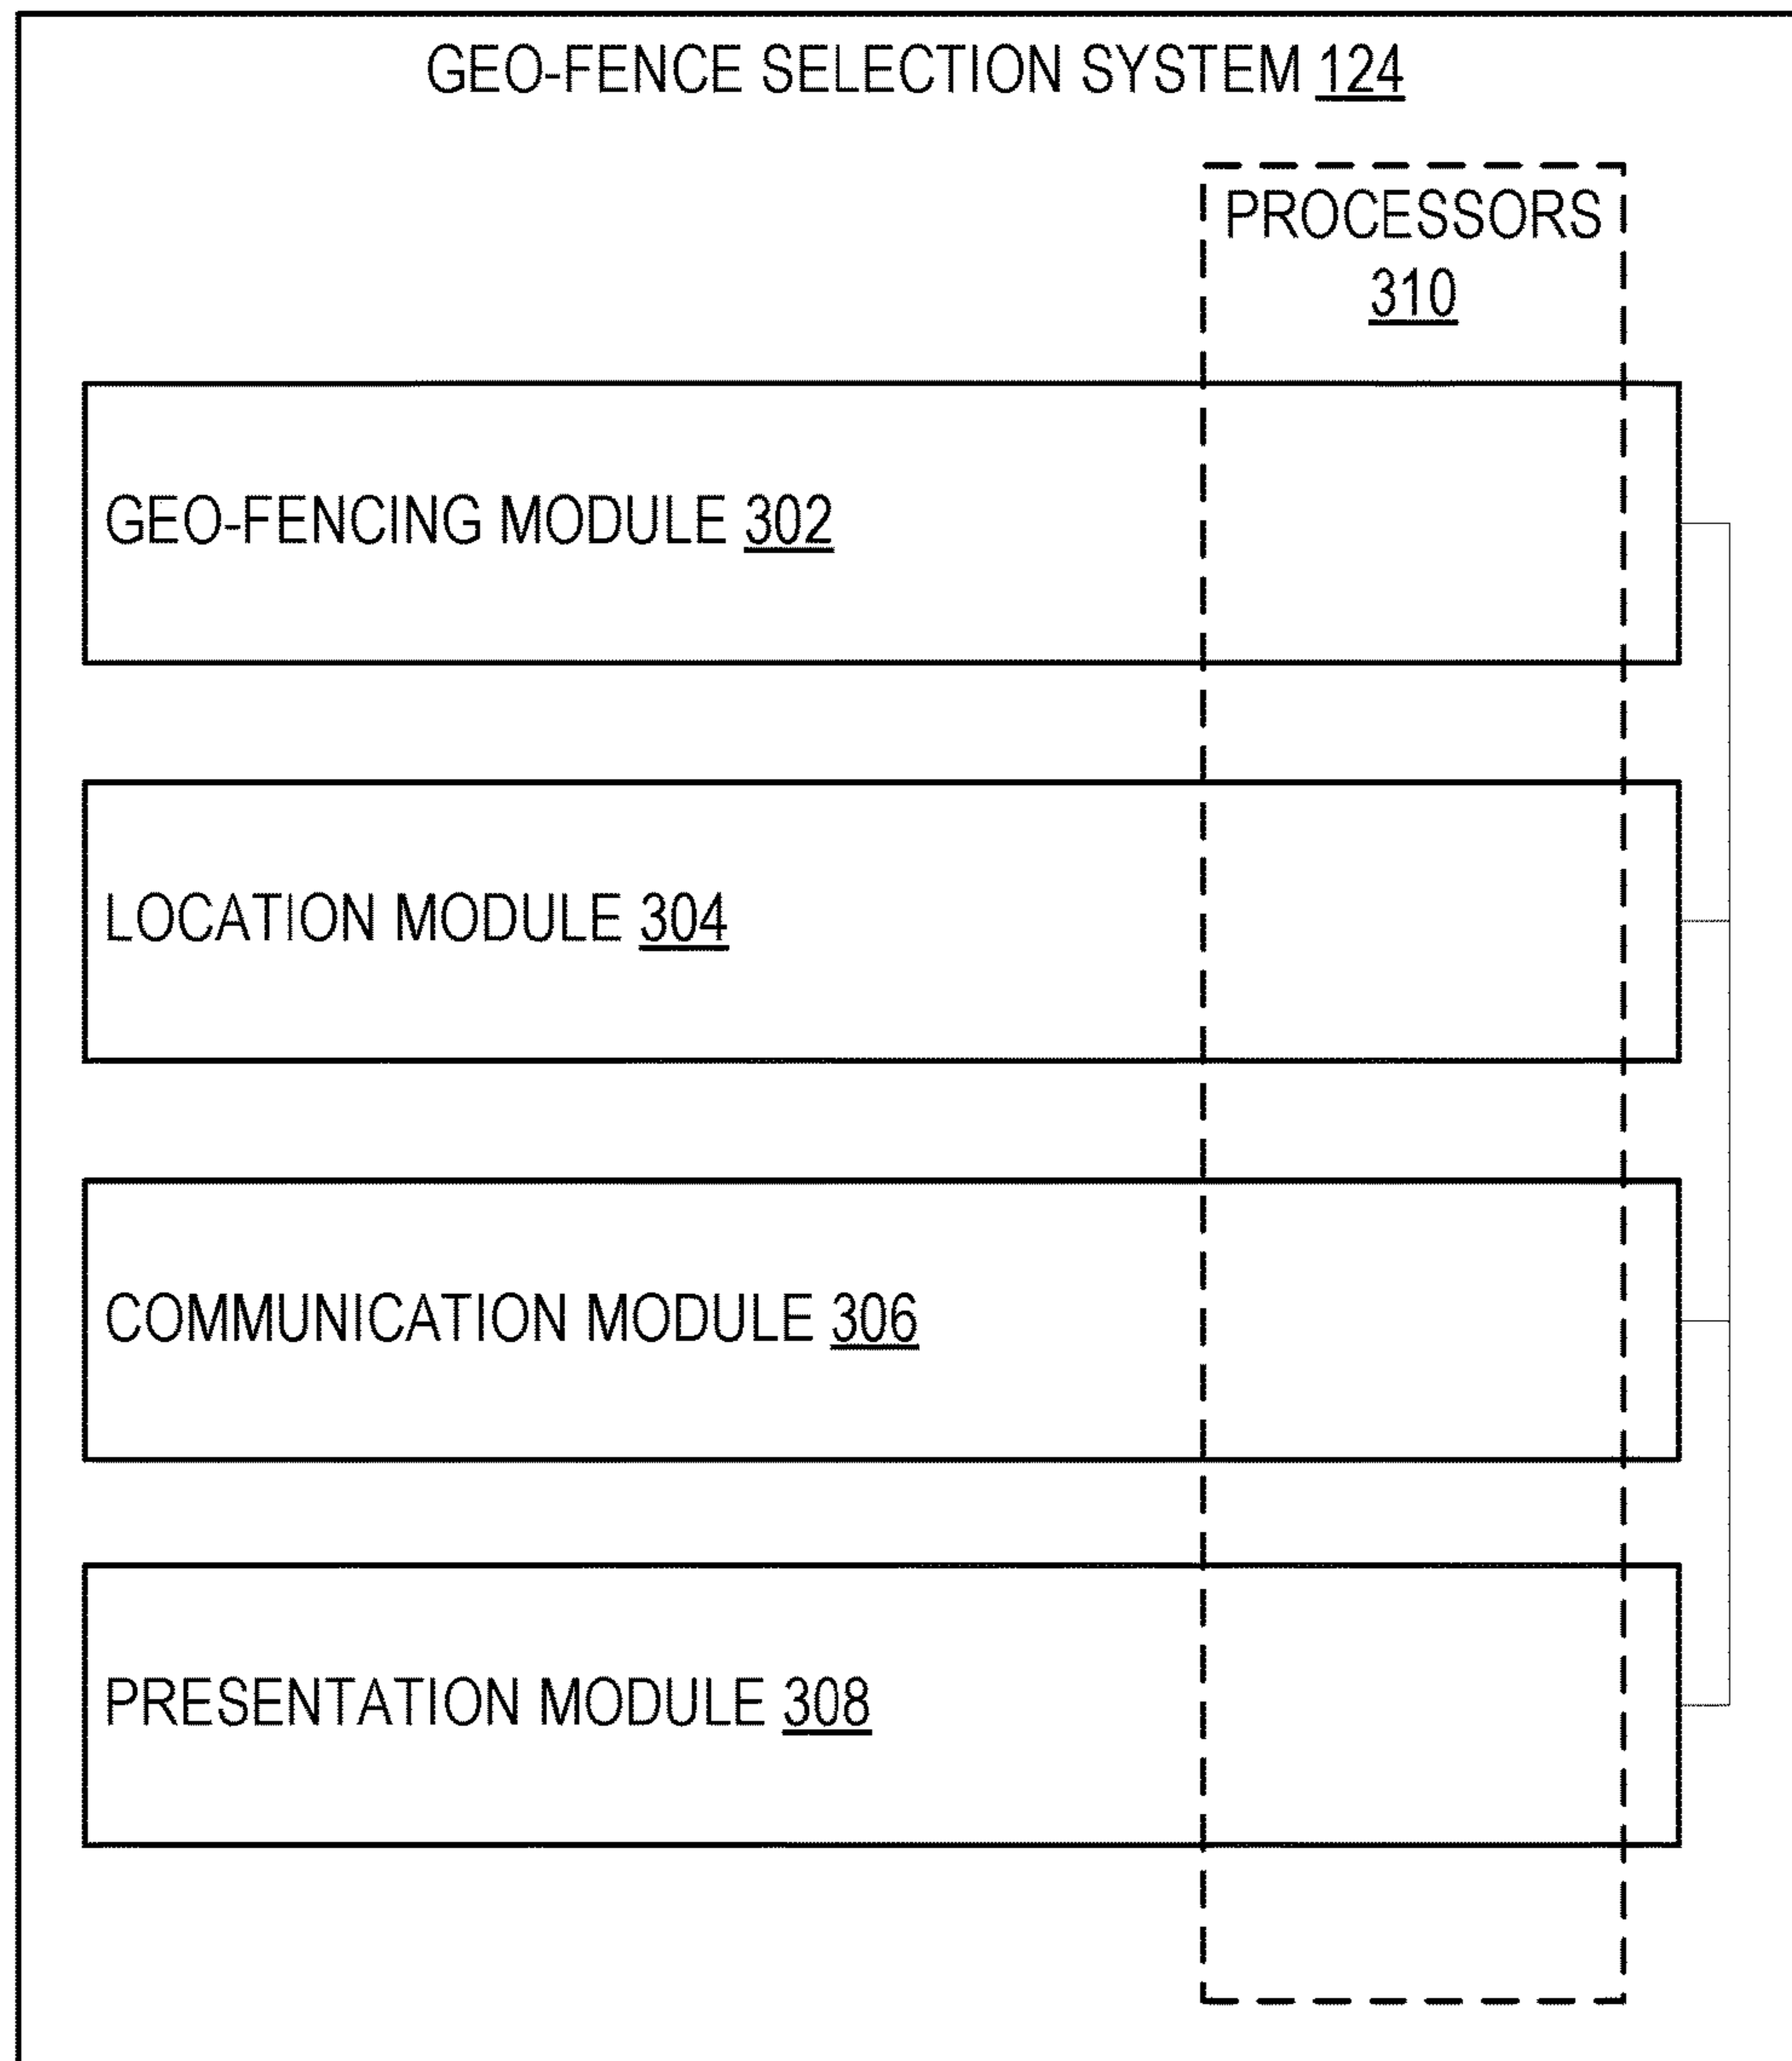 GEO-FENCE SELECTION SYSTEM 124
PROCESSORS
310
GEO-FENCING MODULE 302
LOCATION MODULE 304
COMMUNICATION MODULE 306
PRESENTATION MODULE 308